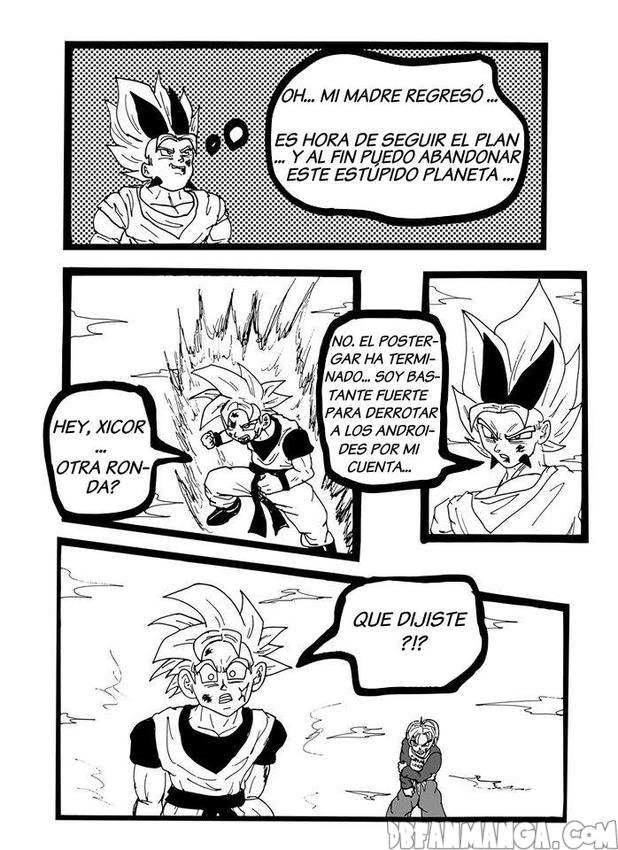 OH... MI MADRE REGRESÓ ...
ES HORA DE SEGUIR EL PLAN
... Y AL FIN PUEDO ABANDONAR
ESTE ESTÚPIDO PLANETA ...
HEY, XICOR
...
OTRA RON-
DA?
NO. EL POSTER-
GAR HA TERMI-
NADO... SOY BAS-
TANTE FUERTE
PARA DERROTAR
A LOS ANDROI-
DES POR MI
CUENTA...
QUE DIJISTE
?!?
DBFANMANGA.COM